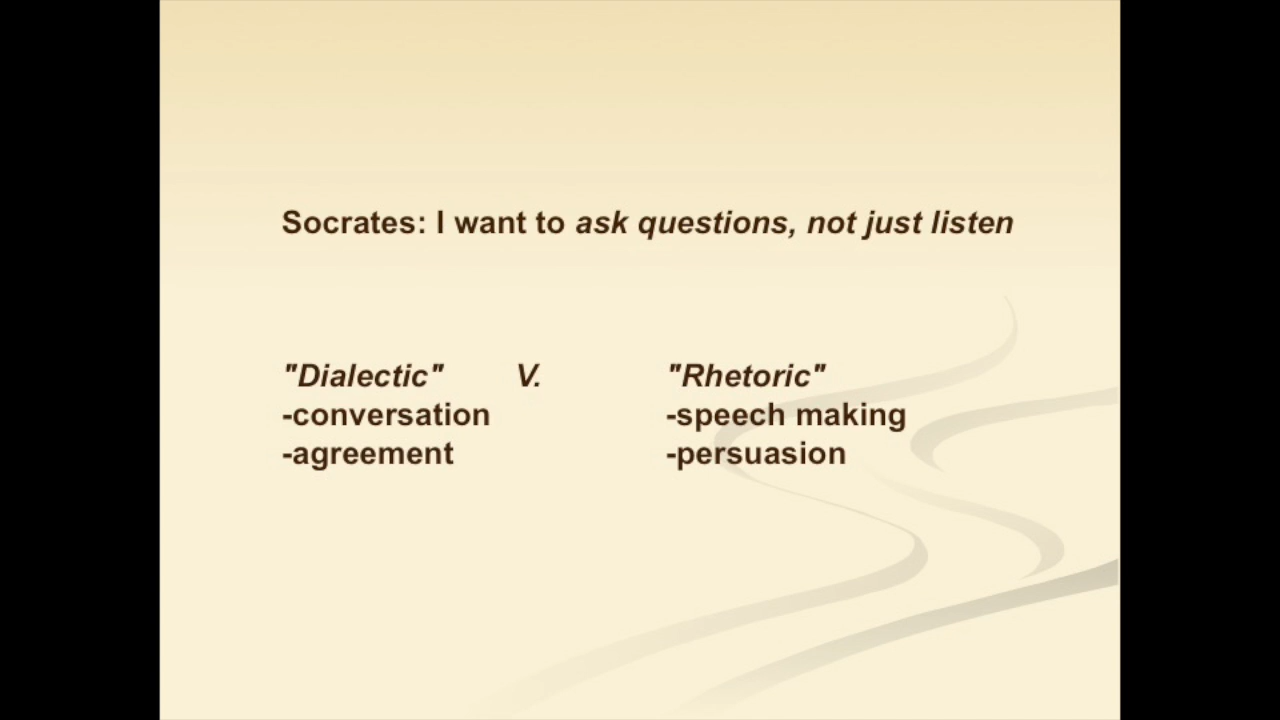 Socrates: I want to ask questions, not just listen
"Dialectic" V. "Rhetoric"
-conversation -speech making
-agreement -persuasion